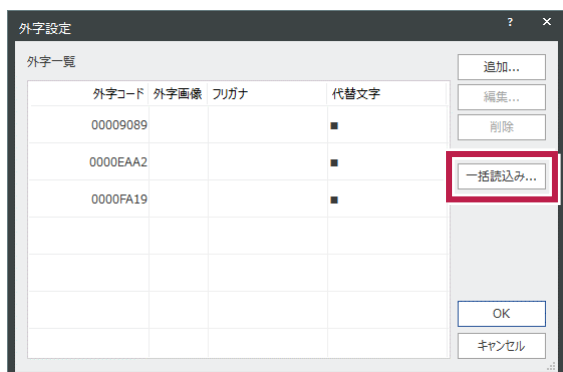 外字設定 ? ×
外字一覧
追加...
編集...
削除
一括読込み...
外字コード 外字画像 フリガナ 代替文字
00009089 ■
0000EAA2 ■
0000FA19 ■
OK
キャンセル